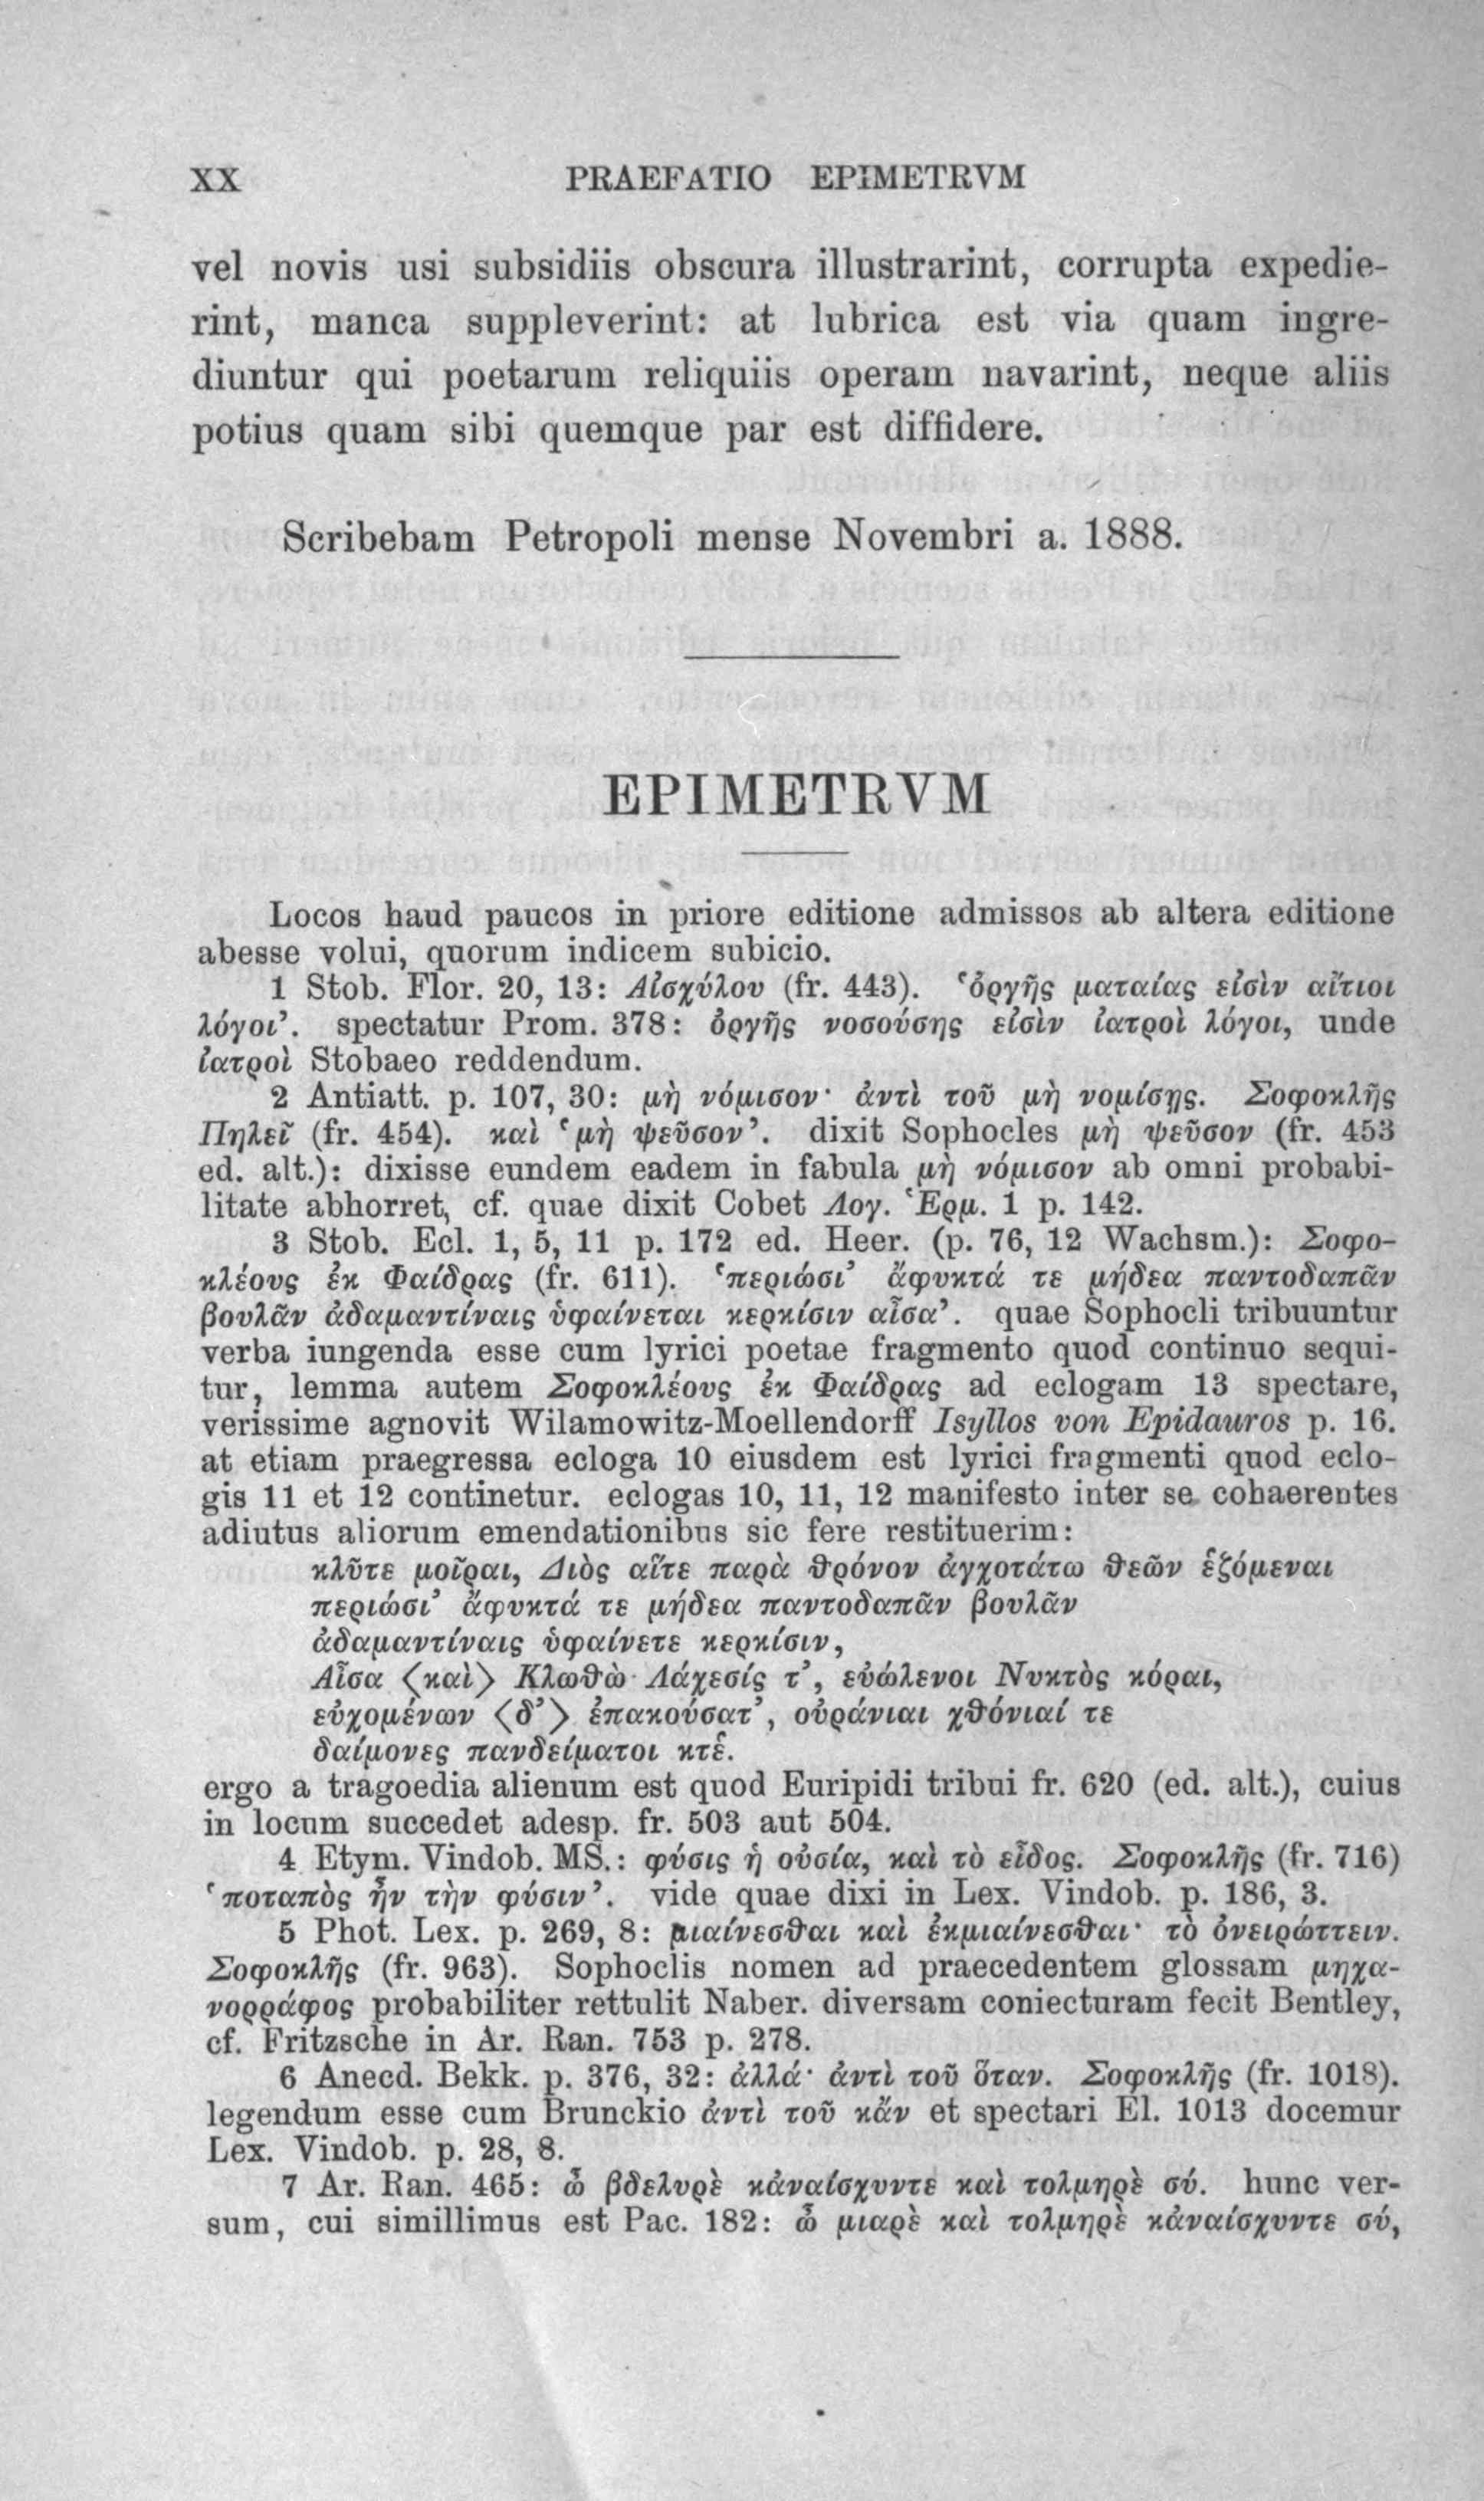 XX PRAEFATIO EPIMETRVM
vel novis usi subsidiis obscura illustrarint, corrupta expedie-
rint, manca suppleverint: at lubrica est via quam ingre-
diuntur qui poetarum reliquiis operam navarint, neque aliis
potius quam sibi quemque par est diffidere.
Scribebam Petropoli mense Novembri a. 1888.
EPIMETRVM
Locos haud paucos in priore editione admissos ab altera editione
abesse volui, quorum indicem subicio.
1 Stob. Flor. 20, 13: Αἰσχύλου (fr. 443). ‘ὀργῆς ματαίας εἰσὶν αἴτιοι
λόγοι’. spectatur Prom. 378: ὀργῆς νοσούσης εἰσὶν ἰατροὶ λόγοι, unde
ἰατροὶ Stobaeo reddendum.
2 Antiatt. p. 107, 30: μὴ νόμισον· ἀντὶ τοῦ μὴ νομίσῃς. Σοφοκλῆς
Πηλεῖ (fr. 454). καὶ ‘μὴ ψεῦσον’. dixit Sophocles μὴ ψεῦσον (fr. 453
ed. alt.): dixisse eundem eadem in fabula μὴ νόμισον ab omni probabi-
litate abhorret, cf. quae dixit Cobet Λογ. Ἑρμ. 1 p. 142.
3 Stob. Ecl. 1, 5, 11 p. 172 ed. Heer. (p. 76, 12 Wachsm.): Σοφο-
κλέους ἐκ Φαίδρας (fr. 611). ‘περιώσι’ ἄφυκτά τε μήδεα παντοδαπᾶν
βουλᾶν ἀδαμαντίναις ὑφαίνεται κερκίσιν αἶσα’. quae Sophocli tribuuntur
verba iungenda esse cum lyrici poetae fragmento quod continuo sequi-
tur, lemma autem Σοφοκλέους ἐκ Φαίδρας ad eclogam 13 spectare,
verissime agnovit Wilamowitz-Moellendorff Isyllos von Epidauros p. 16.
at etiam praegressa ecloga 10 eiusdem est lyrici fragmenti quod eclo-
gis 11 et 12 continetur. eclogas 10, 11, 12 manifesto inter se cohaerentes
adiutus aliorum emendationibus sic fere restituerim:
κλῦτε μοῖραι, Διὸς αἵτε παρὰ θρόνον ἀγχοτάτω θεῶν ἑζόμεναι
περιώσι’ ἄφυκτά τε μήδεα παντοδαπᾶν βουλᾶν
ἀδαμαντίναις ὑφαίνετε κερκίσιν,
Αἶσα ⟨καὶ⟩ Κλωθὼ Λάχεσίς τ’, εὐώλενοι Νυκτὸς κόραι,
εὐχομένων ⟨δ’⟩ ἐπακούσατ’, οὐράνιαι χθόνιαί τε
δαίμονες πανδείματοι κτἑ.
ergo a tragoedia alienum est quod Euripidi tribui fr. 620 (ed. alt.), cuius
in locum succedet adesp. fr. 503 aut 504.
4 Etym. Vindob. MS.: φύσις ἡ οὐσία, καὶ τὸ εἶδος. Σοφοκλῆς (fr. 716)
‘ποταπὸς ἦν τὴν φύσιν’. vide quae dixi in Lex. Vindob. p. 186, 3.
5 Phot. Lex. p. 269, 8: μιαίνεσθαι καὶ ἐκμιαίνεσθαι· τὸ ὀνειρώττειν.
Σοφοκλῆς (fr. 963). Sophoclis nomen ad praecedentem glossam μηχα-
νορράφος probabiliter rettulit Naber. diversam coniecturam fecit Bentley,
cf. Fritzsche in Ar. Ran. 753 p. 278.
6 Anecd. Bekk. p. 376, 32: ἀλλά· ἀντὶ τοῦ ὅταν. Σοφοκλῆς (fr. 1018).
legendum esse cum Brunckio ἀντὶ τοῦ κἄν et spectari El. 1013 docemur
Lex. Vindob. p. 28, 8.
7 Ar. Ran. 465: ὦ βδελυρὲ κἀναίσχυντε καὶ τολμηρὲ σύ. hunc ver-
sum, cui simillimus est Pac. 182: ὦ μιαρὲ καὶ τολμηρὲ κἀναίσχυντε σύ,